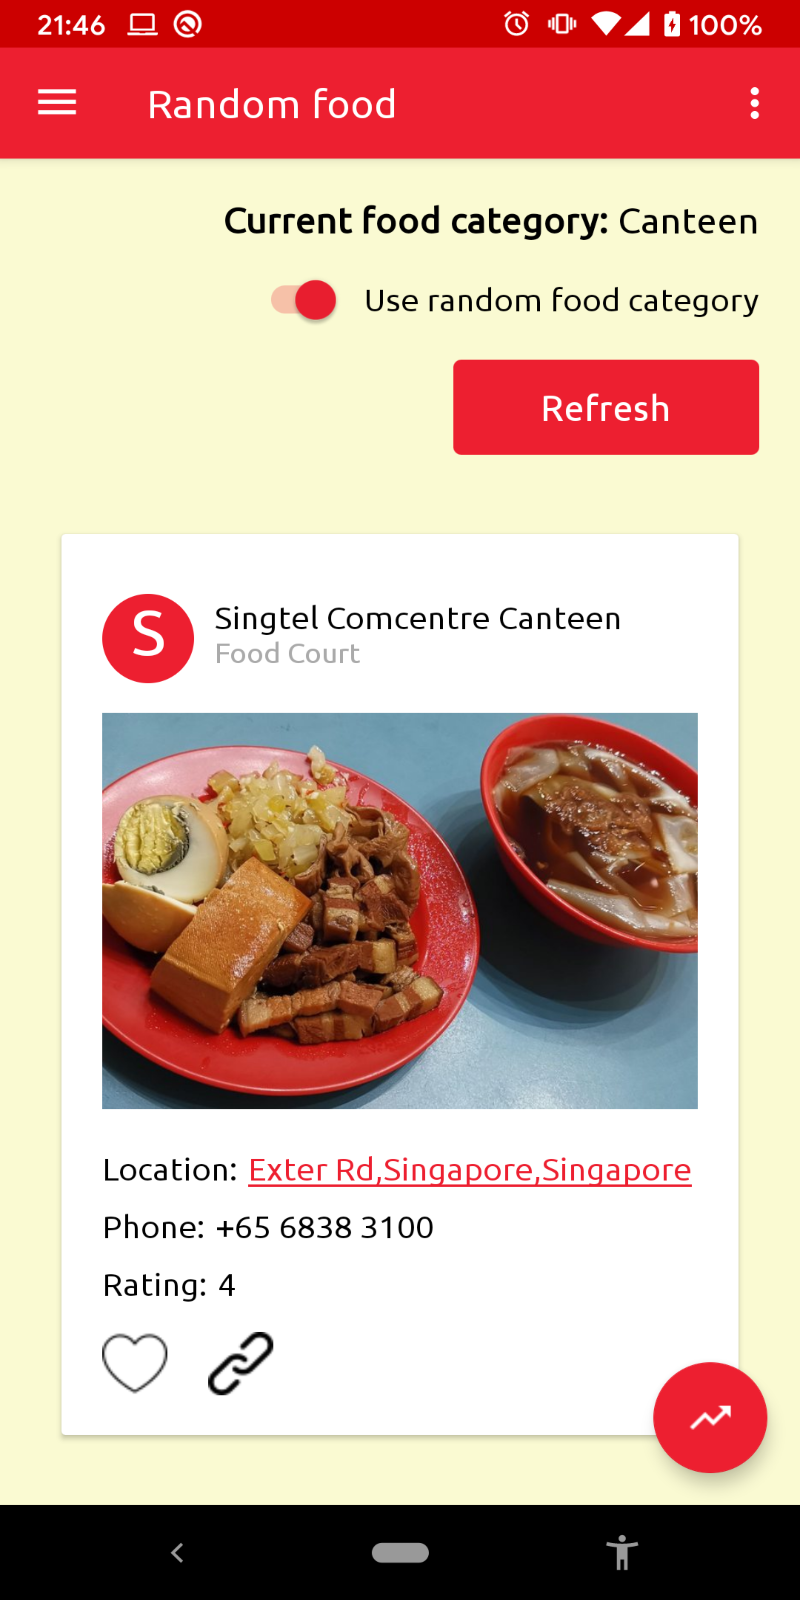 21:46 100%
Random food
Current food category: Canteen
Use random food category
Refresh
S
Singtel Comcentre Canteen
Food Court
Location: Exter Rd,Singapore,Singapore
Phone: +65 6838 3100
Rating: 4